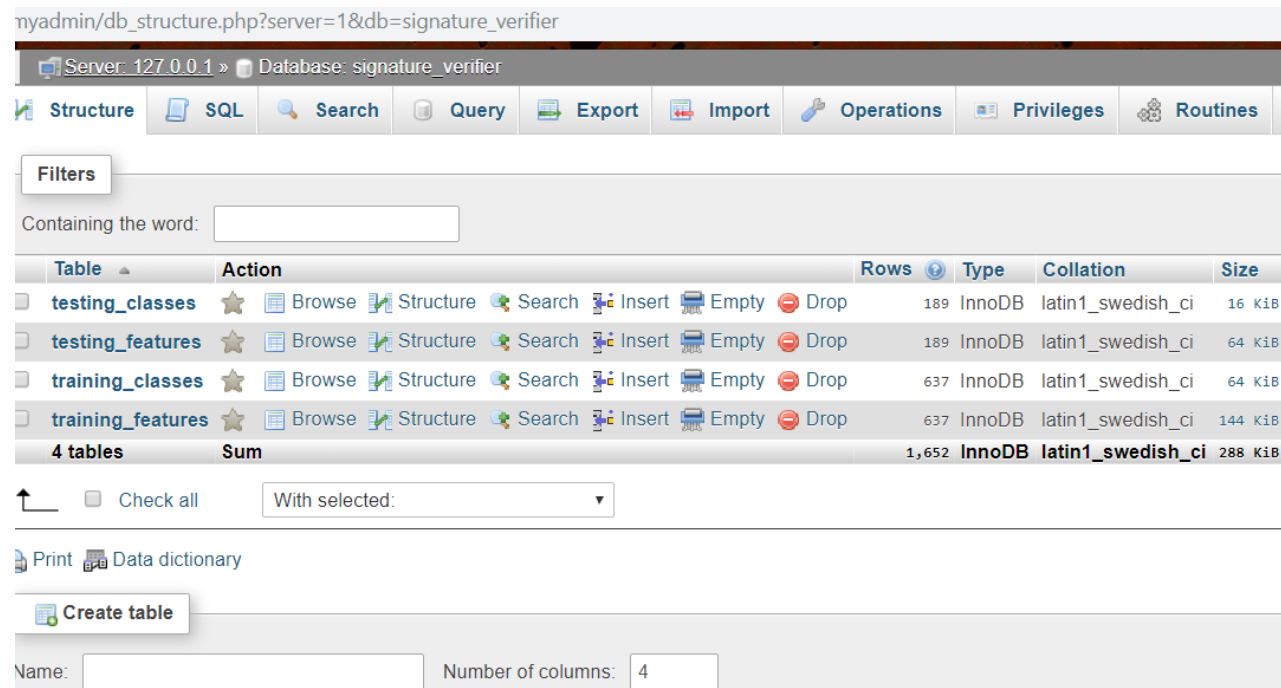 myadmin/db_structure.php?server=1&db=signature_verifier
Server: 127.0.0.1 » Database: signature_verifier
Structure SQL Search Query Export Import Operations Privileges Routines
Filters
Containing the word:
Table Action Rows Type Collation Size
testing_classes Browse Structure Search Insert Empty Drop 189 InnoDB latin1_swedish_ci 16 KiB
testing_features Browse Structure Search Insert Empty Drop 189 InnoDB latin1_swedish_ci 64 KiB
training_classes Browse Structure Search Insert Empty Drop 637 InnoDB latin1_swedish_ci 64 KiB
training_features Browse Structure Search Insert Empty Drop 637 InnoDB latin1_swedish_ci 144 KiB
4 tables Sum 1,652 InnoDB latin1_swedish_ci 288 KiB
Check all With selected:
Print Data dictionary
Create table
Name: Number of columns: 4